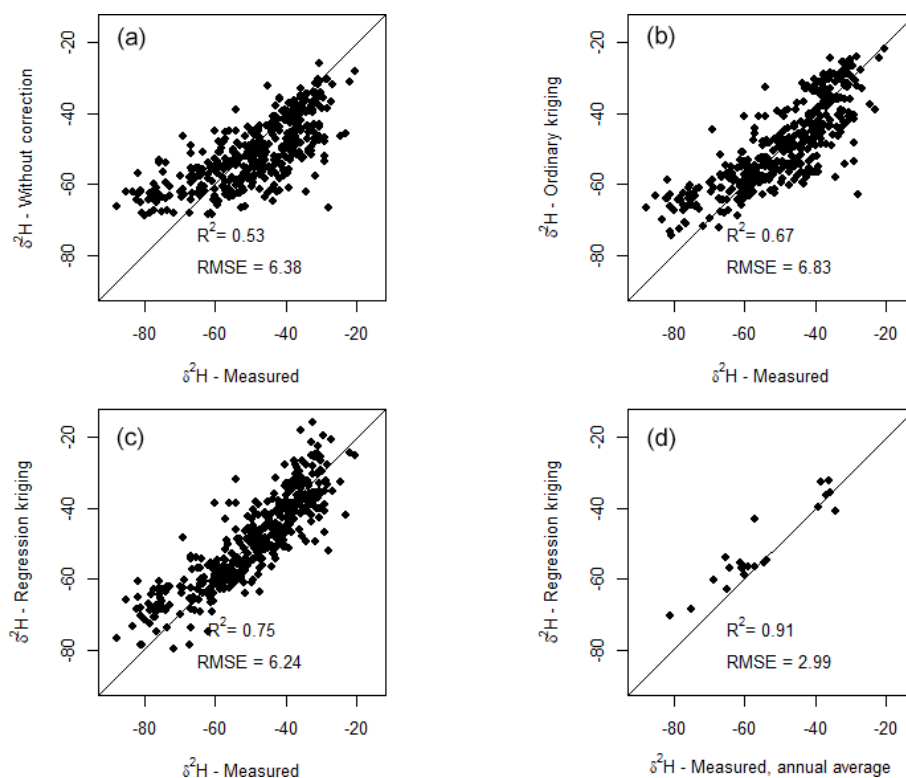 (a)
δ²H - Without correction
-20
-40
-60
-80
R²= 0.53
RMSE = 6.38
-80 -60 -40 -20
δ²H - Measured
(b)
δ²H - Ordinary kriging
-20
-40
-60
-80
R²= 0.67
RMSE = 6.83
-80 -60 -40 -20
δ²H - Measured
(c)
δ²H - Regression kriging
-20
-40
-60
-80
R²= 0.75
RMSE = 6.24
-80 -60 -40 -20
δ²H - Measured
(d)
δ²H - Regression kriging
-20
-40
-60
-80
R²= 0.91
RMSE = 2.99
-80 -60 -40 -20
δ²H - Measured, annual average